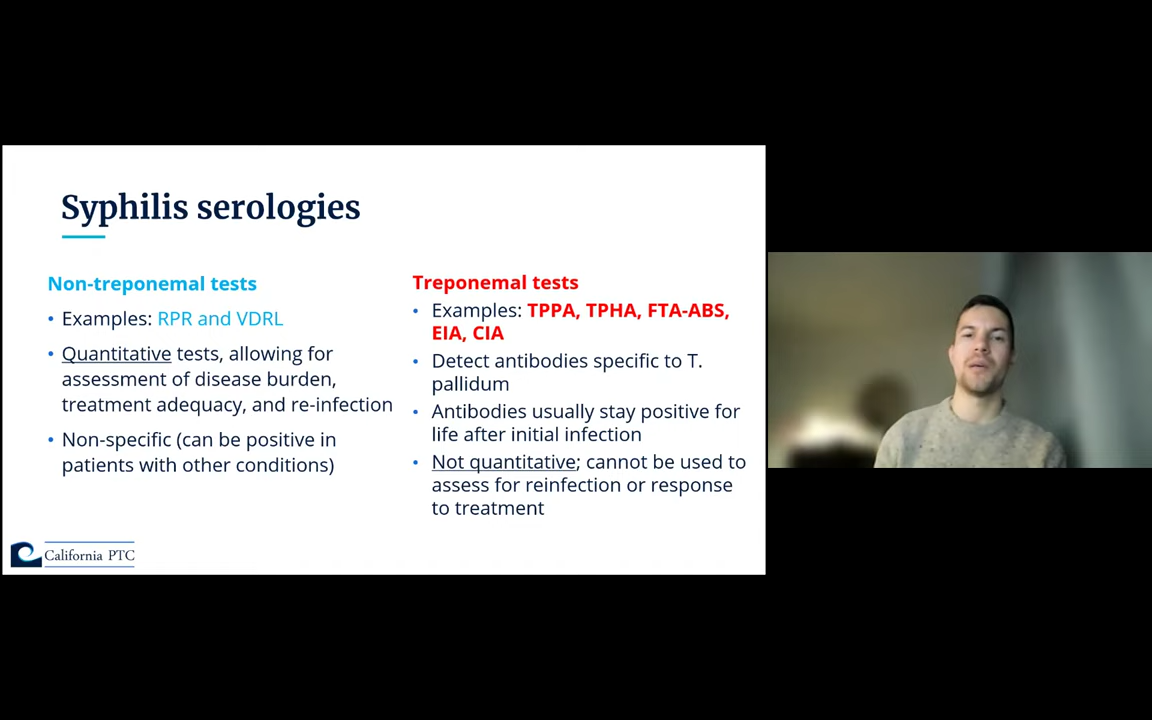 Syphilis serologies
Non-treponemal tests
• Examples: RPR and VDRL
• Quantitative tests, allowing for
assessment of disease burden,
treatment adequacy, and re-infection
• Non-specific (can be positive in
patients with other conditions)
Treponemal tests
• Examples: TPPA, TPHA, FTA-ABS,
EIA, CIA
• Detect antibodies specific to T.
pallidum
• Antibodies usually stay positive for
life after initial infection
• Not quantitative; cannot be used to
assess for reinfection or response
to treatment
California PTC